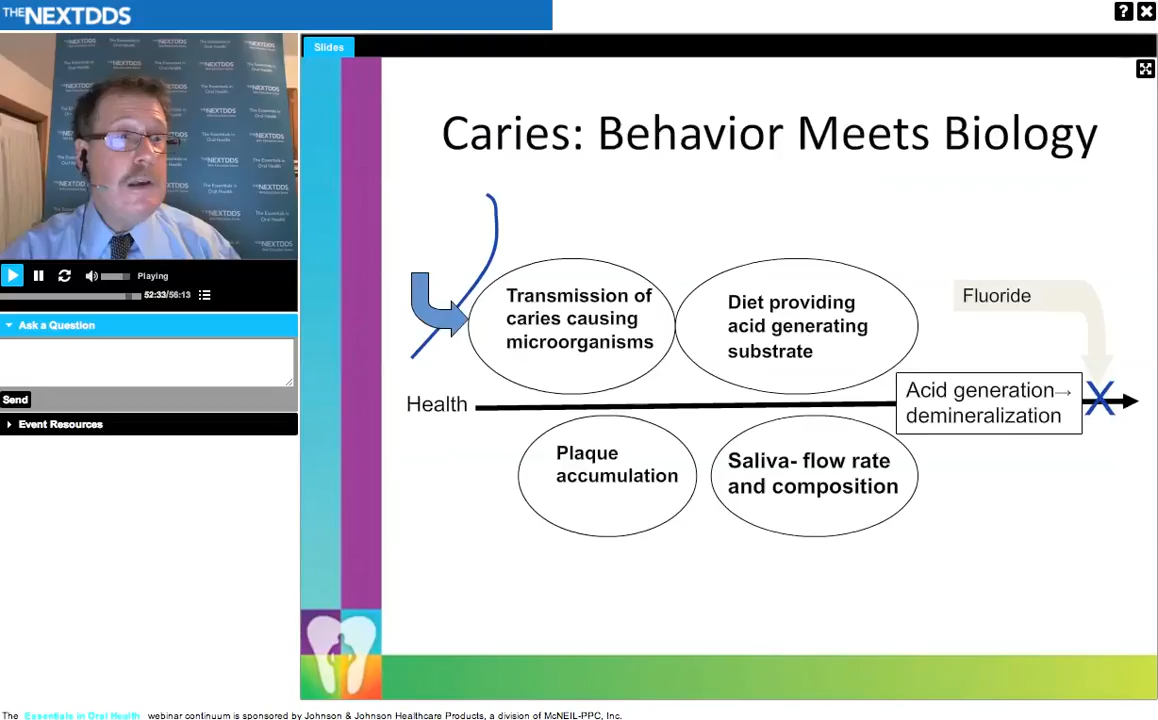 THENEXTDDS
? X
Slides
Caries: Behavior Meets Biology
Transmission of
caries causing
microorganisms
Diet providing
acid generating
substrate
Fluoride
Health
Acid generation→
demineralization
X
Plaque
accumulation
Saliva- flow rate
and composition
Playing
52:33/56:13
Ask a Question
Send
Event Resources
The Essentials in Oral Health webinar continuum is sponsored by Johnson & Johnson Healthcare Products, a division of McNEIL-PPC, Inc.